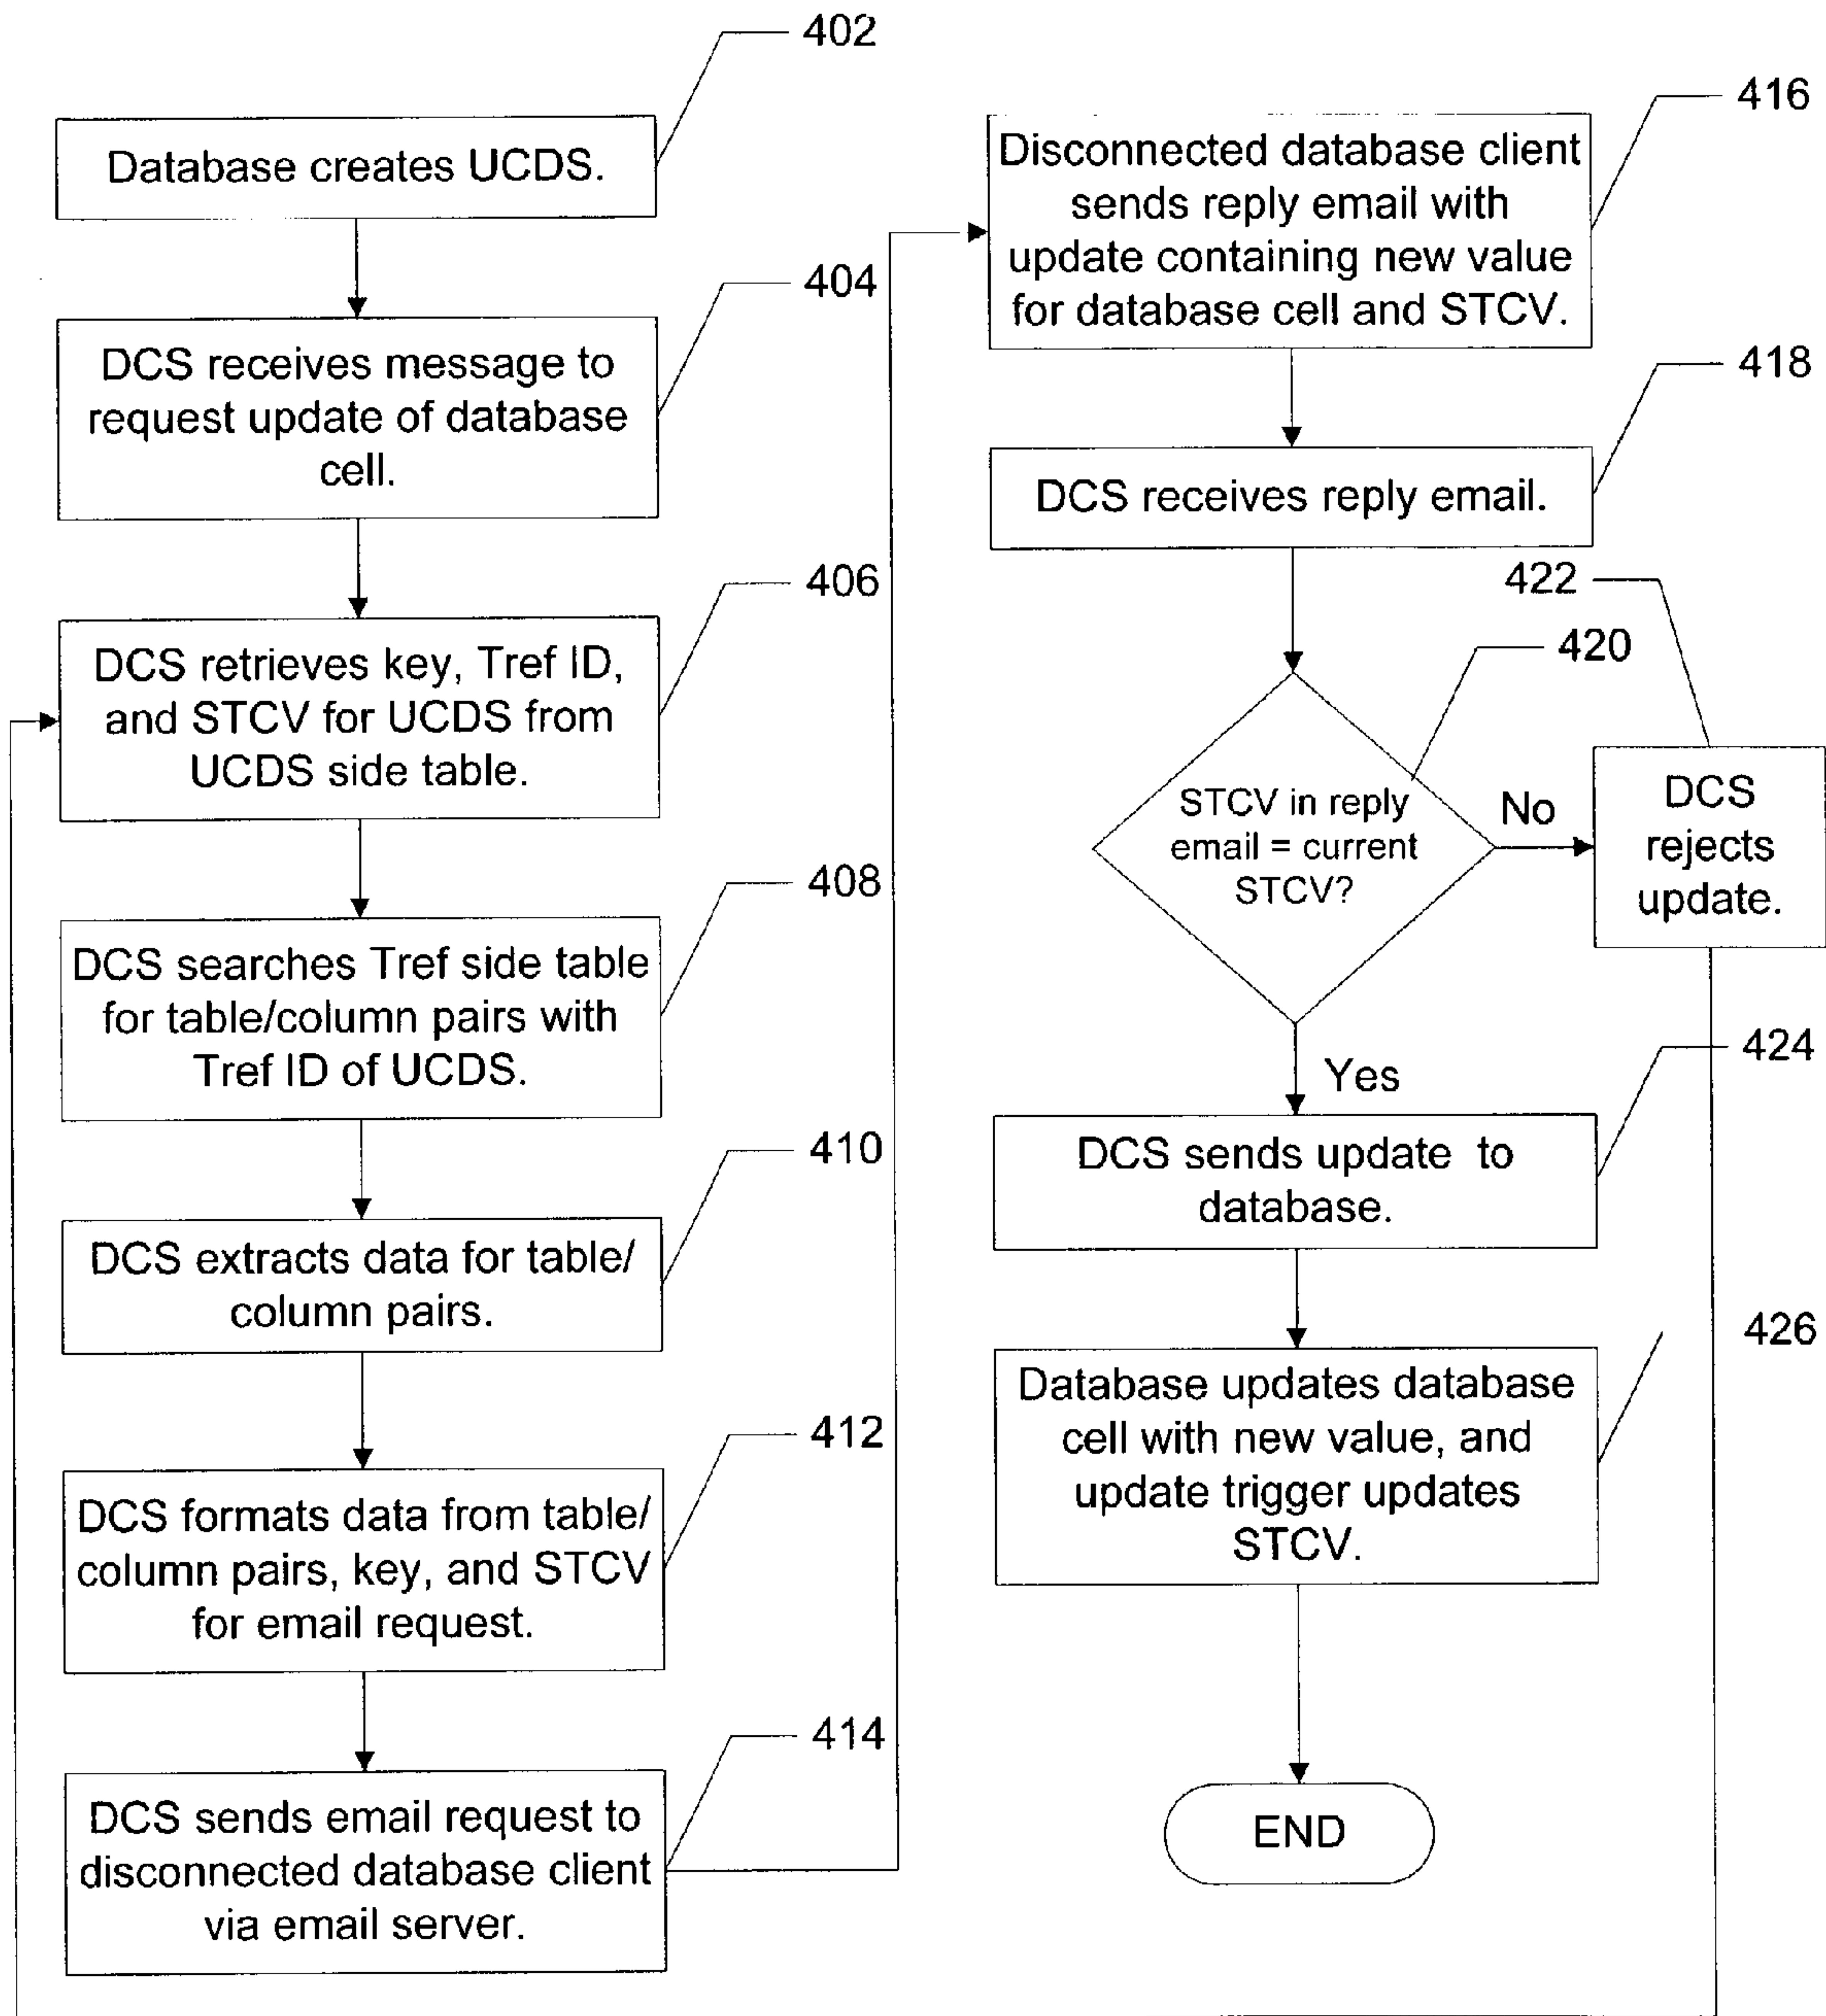 402
Database creates UCDS.
404
DCS receives message to
request update of database
cell.
406
DCS retrieves key, Tref ID,
and STCV for UCDS from
UCDS side table.
408
DCS searches Tref side table
for table/column pairs with
Tref ID of UCDS.
410
DCS extracts data for table/
column pairs.
412
DCS formats data from table/
column pairs, key, and STCV
for email request.
414
DCS sends email request to
disconnected database client
via email server.
416
Disconnected database client
sends reply email with
update containing new value
for database cell and STCV.
418
DCS receives reply email.
420
STCV in reply
email = current
STCV?
No
422
DCS
rejects
update.
Yes
424
DCS sends update to
database.
426
Database updates database
cell with new value, and
update trigger updates
STCV.
END